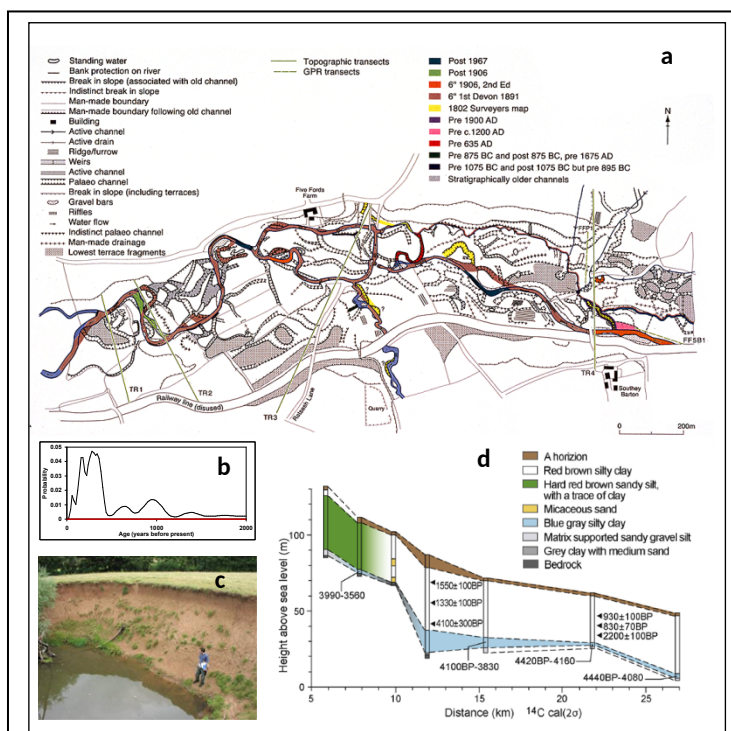 a
Standing water
Bank protection on river
Break in slope (associated with old channel)
Indistinct break in slope
Man-made boundary
Man-made boundary following old channel
Building
Active channel
Active drain
Ridge/furrow
Weirs
Active channel
Palaeo channel
Break in slope (including terraces)
Gravel bars
Riffles
Water flow
Indistinct palaeo channel
Man-made drainage
Lowest terrace fragments
Topographic transects
GPR transects
Post 1967
Post 1906
6" 1906, 2nd Ed
6" 1st Devon 1891
1802 Surveyers map
Pre 1900 AD
Pre c.1200 AD
Pre 635 AD
Pre 875 BC and post 875 BC, pre 1675 AD
Pre 1075 BC and post 1075 BC but pre 895 BC
Stratigraphically older channels
N
Five Fords
Farm
FFP1
FFSB1
TR1
TR2
TR3
TR4
Railway line (disused)
Quarry
Southey
Barton
0 200m
b
Probability
0.05
0.04
0.03
0.02
0.01
0
0 1000 2000
Age (years before present)
c
d
A horizion
Red brown silty clay
Hard red brown sandy silt,
with a trace of clay
Micaceous sand
Blue gray silty clay
Matrix supported sandy gravel silt
Grey clay with medium sand
Bedrock
Height above sea level (m)
100
50
0
3990-3560
1550±100BP
1330±100BP
4100±300BP
4100BP-3830
930±100BP
830±70BP
2200±100BP
4420BP-4160
4440BP-4080
5 10 15 20 25
Distance (km) 14C cal(2σ)